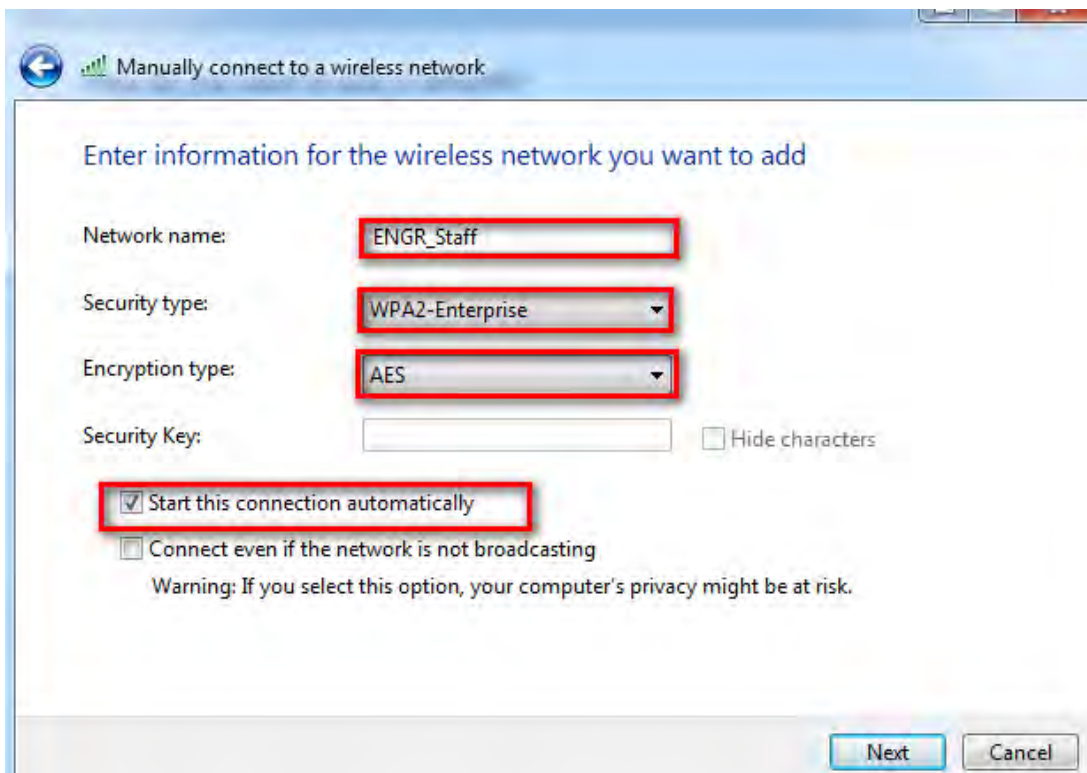 Manually connect to a wireless network
Enter information for the wireless network you want to add
Network name: ENGR_Staff
Security type: WPA2-Enterprise
Encryption type: AES
Security Key: Hide characters
Start this connection automatically
Connect even if the network is not broadcasting
Warning: If you select this option, your computer's privacy might be at risk.
Next Cancel